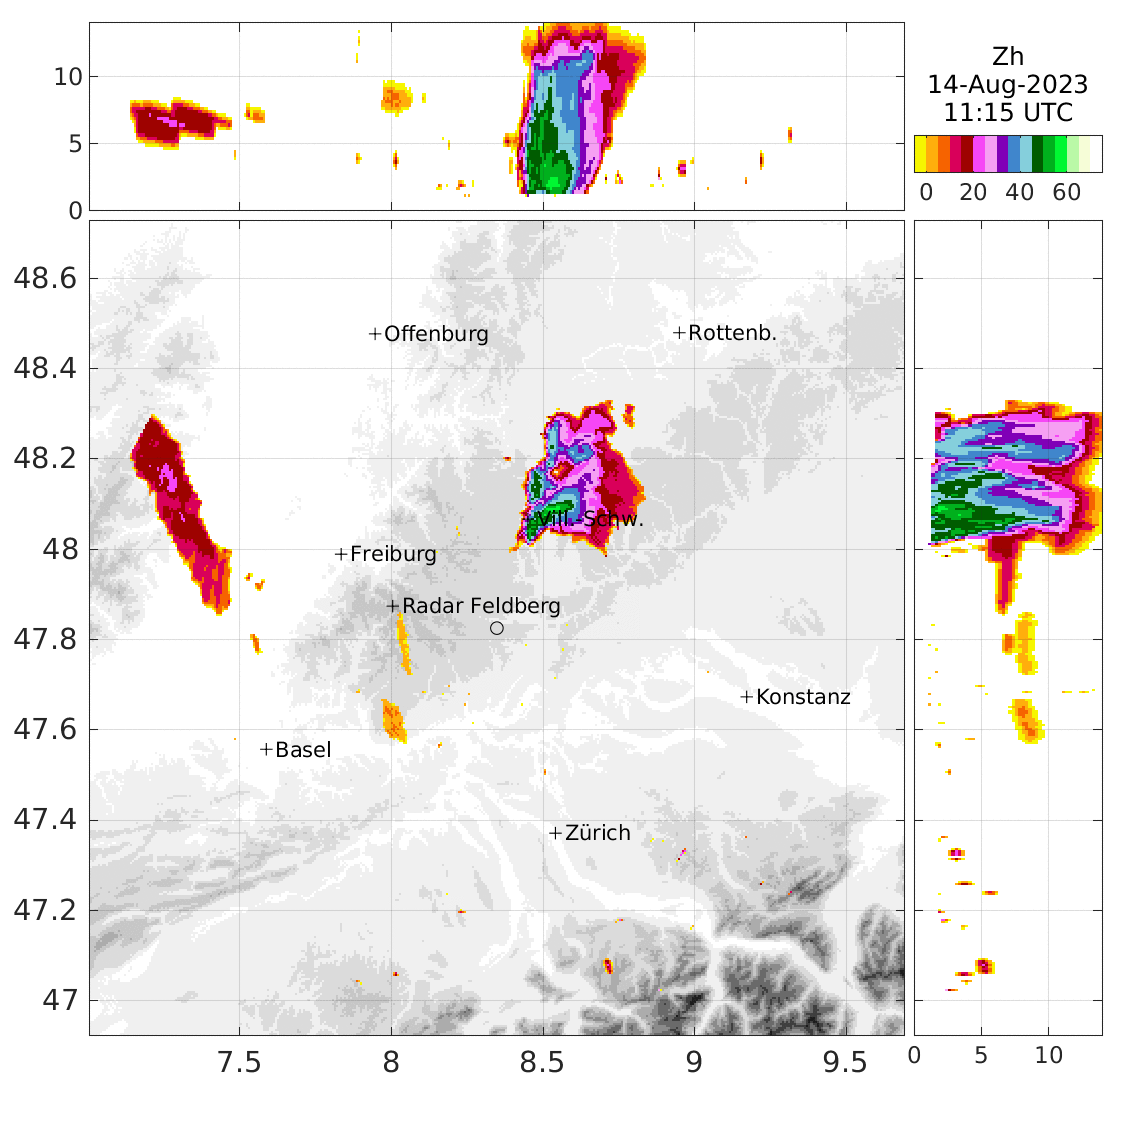 10
5
0
Zh
14-Aug-2023
11:15 UTC
0 20 40 60
48.6
48.4
48.2
48
47.8
47.6
47.4
47.2
47
+Offenburg
+Rottenb.
+Vill.-Schw.
+Freiburg
+Radar Feldberg
+Konstanz
+Basel
+Zürich
7.5 8 8.5 9 9.5
0 5 10